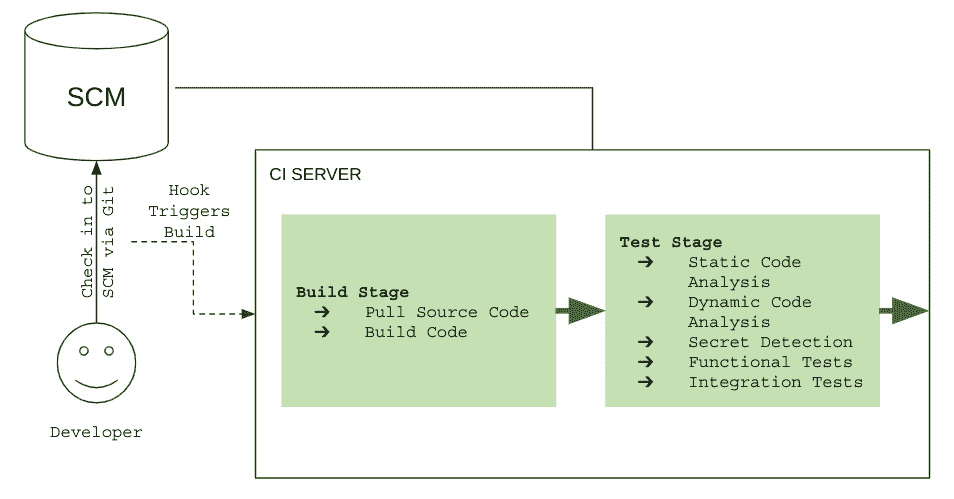 SCM
Check in to
SCM via Git
Hook
Triggers
Build
Developer
CI SERVER
Build Stage
➔ Pull Source Code
➔ Build Code
Test Stage
➔ Static Code
Analysis
➔ Dynamic Code
Analysis
➔ Secret Detection
➔ Functional Tests
➔ Integration Tests